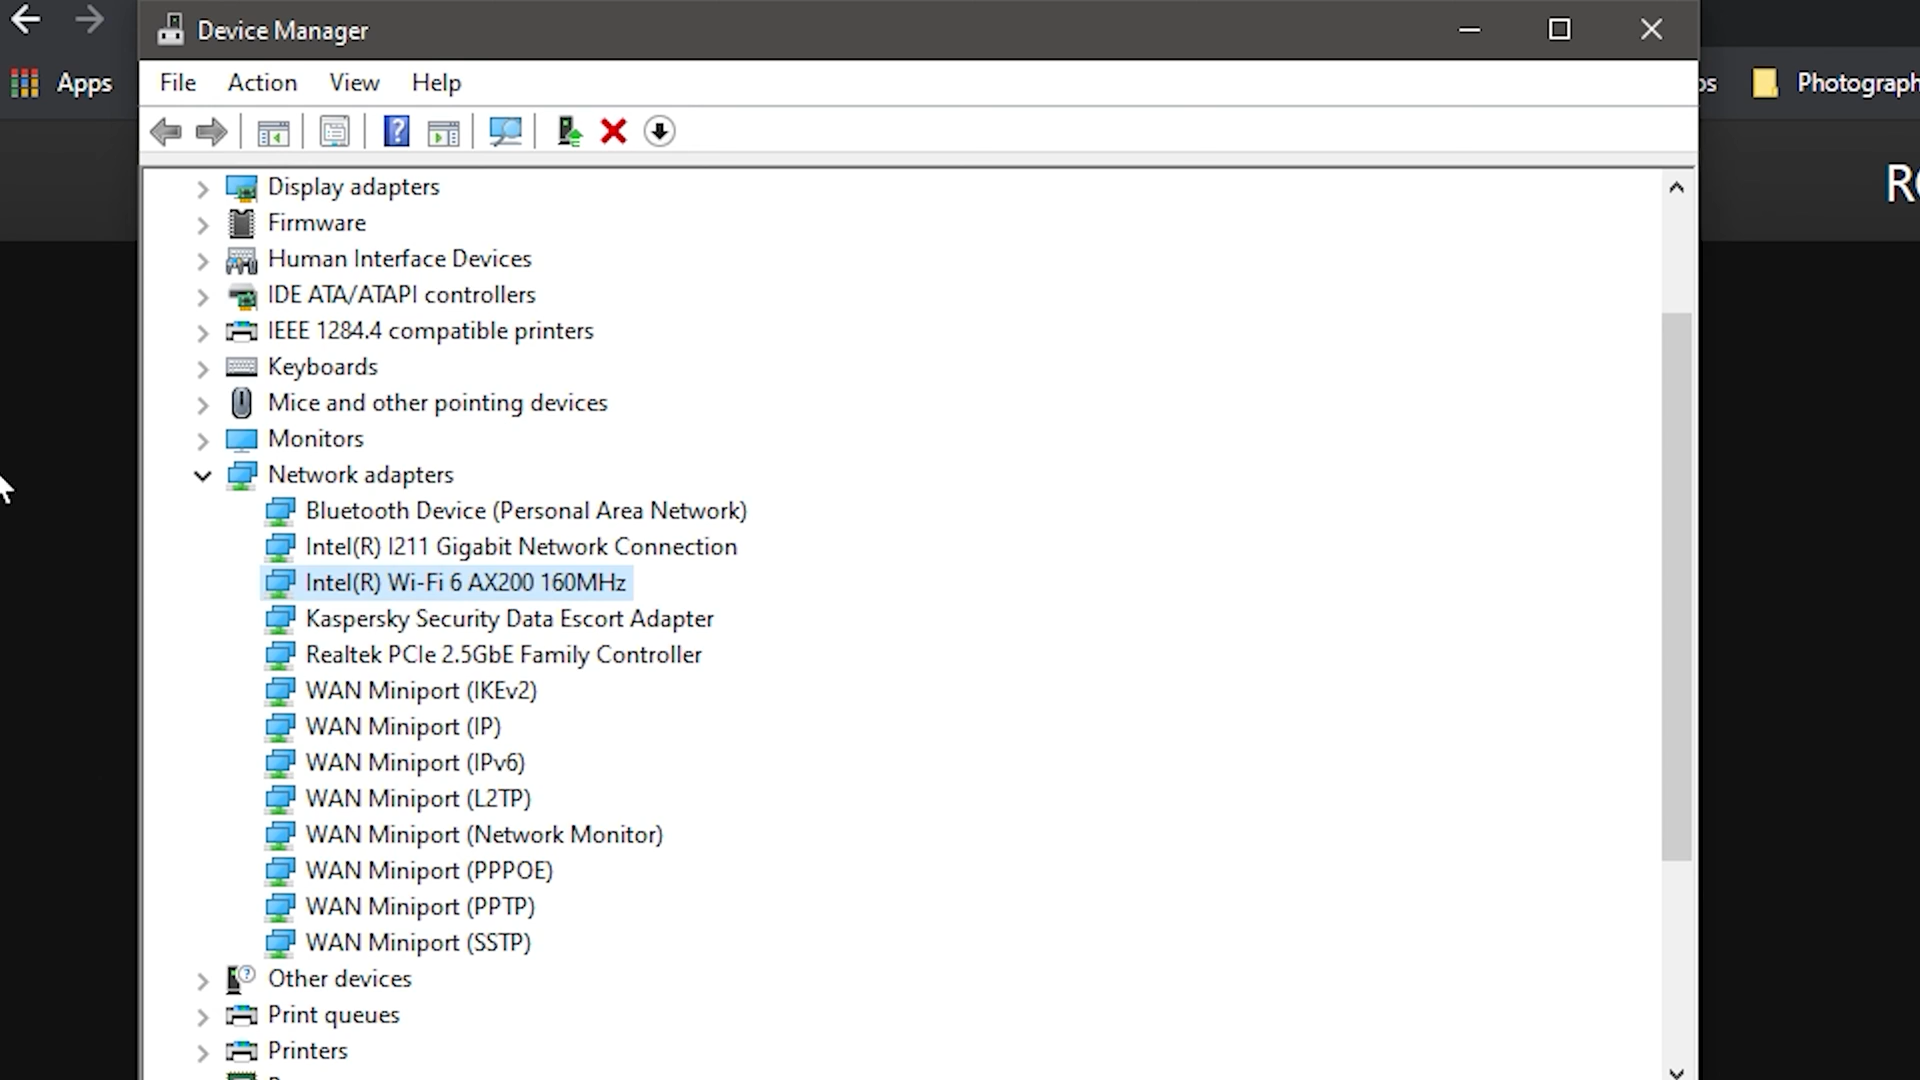 Device Manager
Apps
File Action View Help
Display adapters
Firmware
Human Interface Devices
IDE ATA/ATAPI controllers
IEEE 1284.4 compatible printers
Keyboards
Mice and other pointing devices
Monitors
Network adapters
Bluetooth Device (Personal Area Network)
Intel(R) I211 Gigabit Network Connection
Intel(R) Wi-Fi 6 AX200 160MHz
Kaspersky Security Data Escort Adapter
Realtek PCIe 2.5GbE Family Controller
WAN Miniport (IKEv2)
WAN Miniport (IP)
WAN Miniport (IPv6)
WAN Miniport (L2TP)
WAN Miniport (Network Monitor)
WAN Miniport (PPPOE)
WAN Miniport (PPTP)
WAN Miniport (SSTP)
Other devices
Print queues
Printers